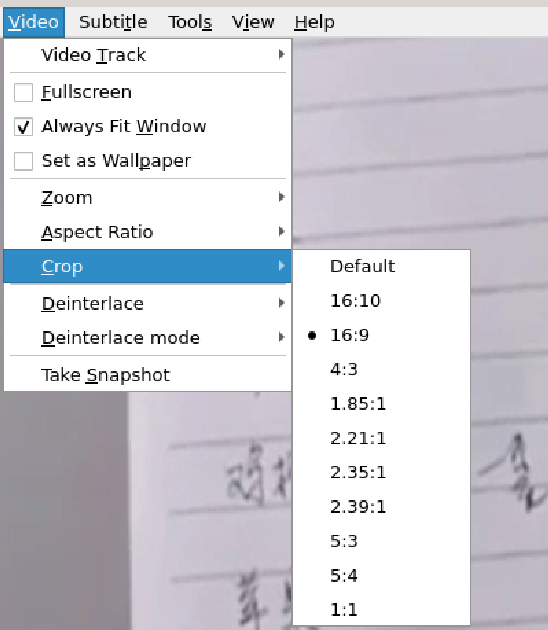 Video Subtitle Tools View Help
Video Track
Fullscreen
Always Fit Window
Set as Wallpaper
Zoom
Aspect Ratio
Crop
Deinterlace
Deinterlace mode
Take Snapshot
Default
16:10
16:9
4:3
1.85:1
2.21:1
2.35:1
2.39:1
5:3
5:4
1:1